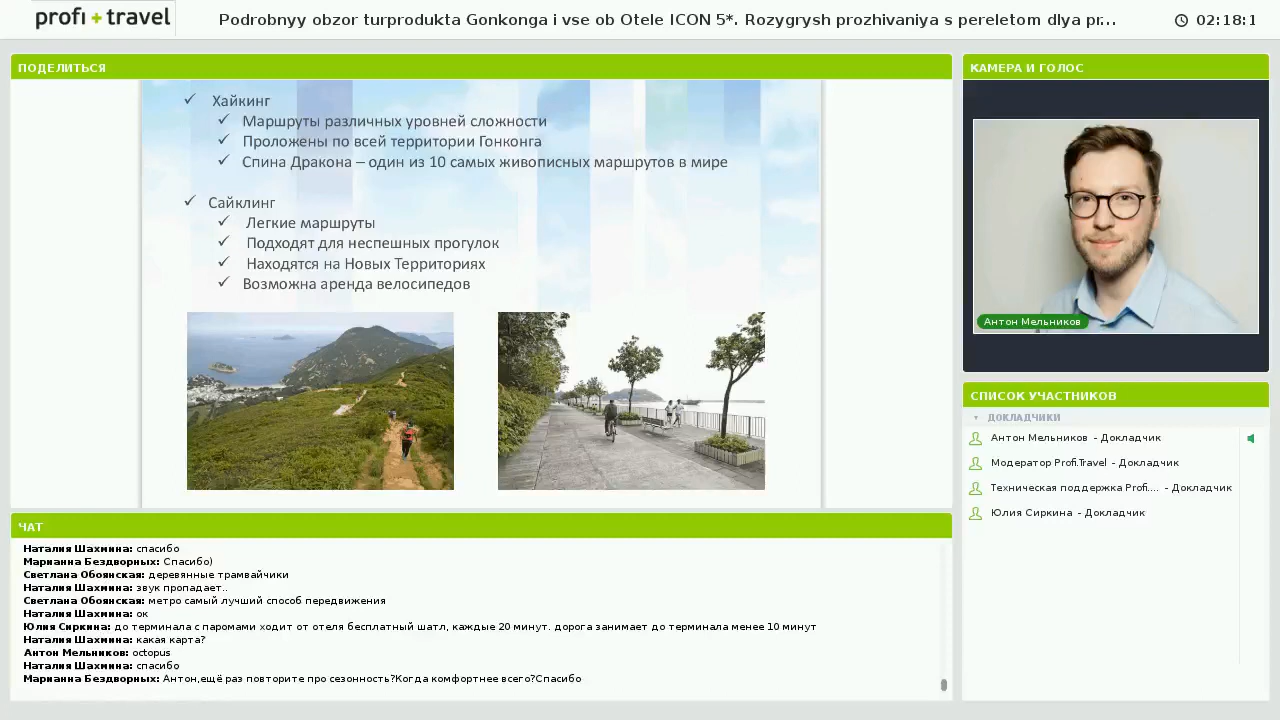 profi+travel
Podrobnyy obzor turprodukta Gonkonga i vse ob Otele ICON 5*. Rozygrysh prozhivaniya s pereletom dlya pr...
02:18:1
ПОДЕЛИТЬСЯ
Хайкинг
Маршруты различных уровней сложности
Проложены по всей территории Гонконга
Спина Дракона – один из 10 самых живописных маршрутов в мире
Сайклинг
Легкие маршруты
Подходят для неспешных прогулок
Находятся на Новых Территориях
Возможна аренда велосипедов
КАМЕРА И ГОЛОС
Антон Мельников
СПИСОК УЧАСТНИКОВ
ДОКЛАДЧИКИ
Антон Мельников - Докладчик
Модератор Profi.Travel - Докладчик
Техническая поддержка Profi.... - Докладчик
Юлия Сиркина - Докладчик
ЧАТ
Наталия Шахмина: спасибо
Марианна Бездворных: Спасибо)
Светлана Обоянская: деревянные трамвайчики
Наталия Шахмина: звук пропадает..
Светлана Обоянская: метро самый лучший способ передвижения
Наталия Шахмина: ок
Юлия Сиркина: до терминала с паромами ходит от отеля бесплатный шатл, каждые 20 минут. дорога занимает до терминала менее 10 минут
Наталия Шахмина: какая карта?
Антон Мельников: octopus
Наталия Шахмина: спасибо
Марианна Бездворных: Антон,ещё раз повторите про сезонность?Когда комфортнее всего?Спасибо